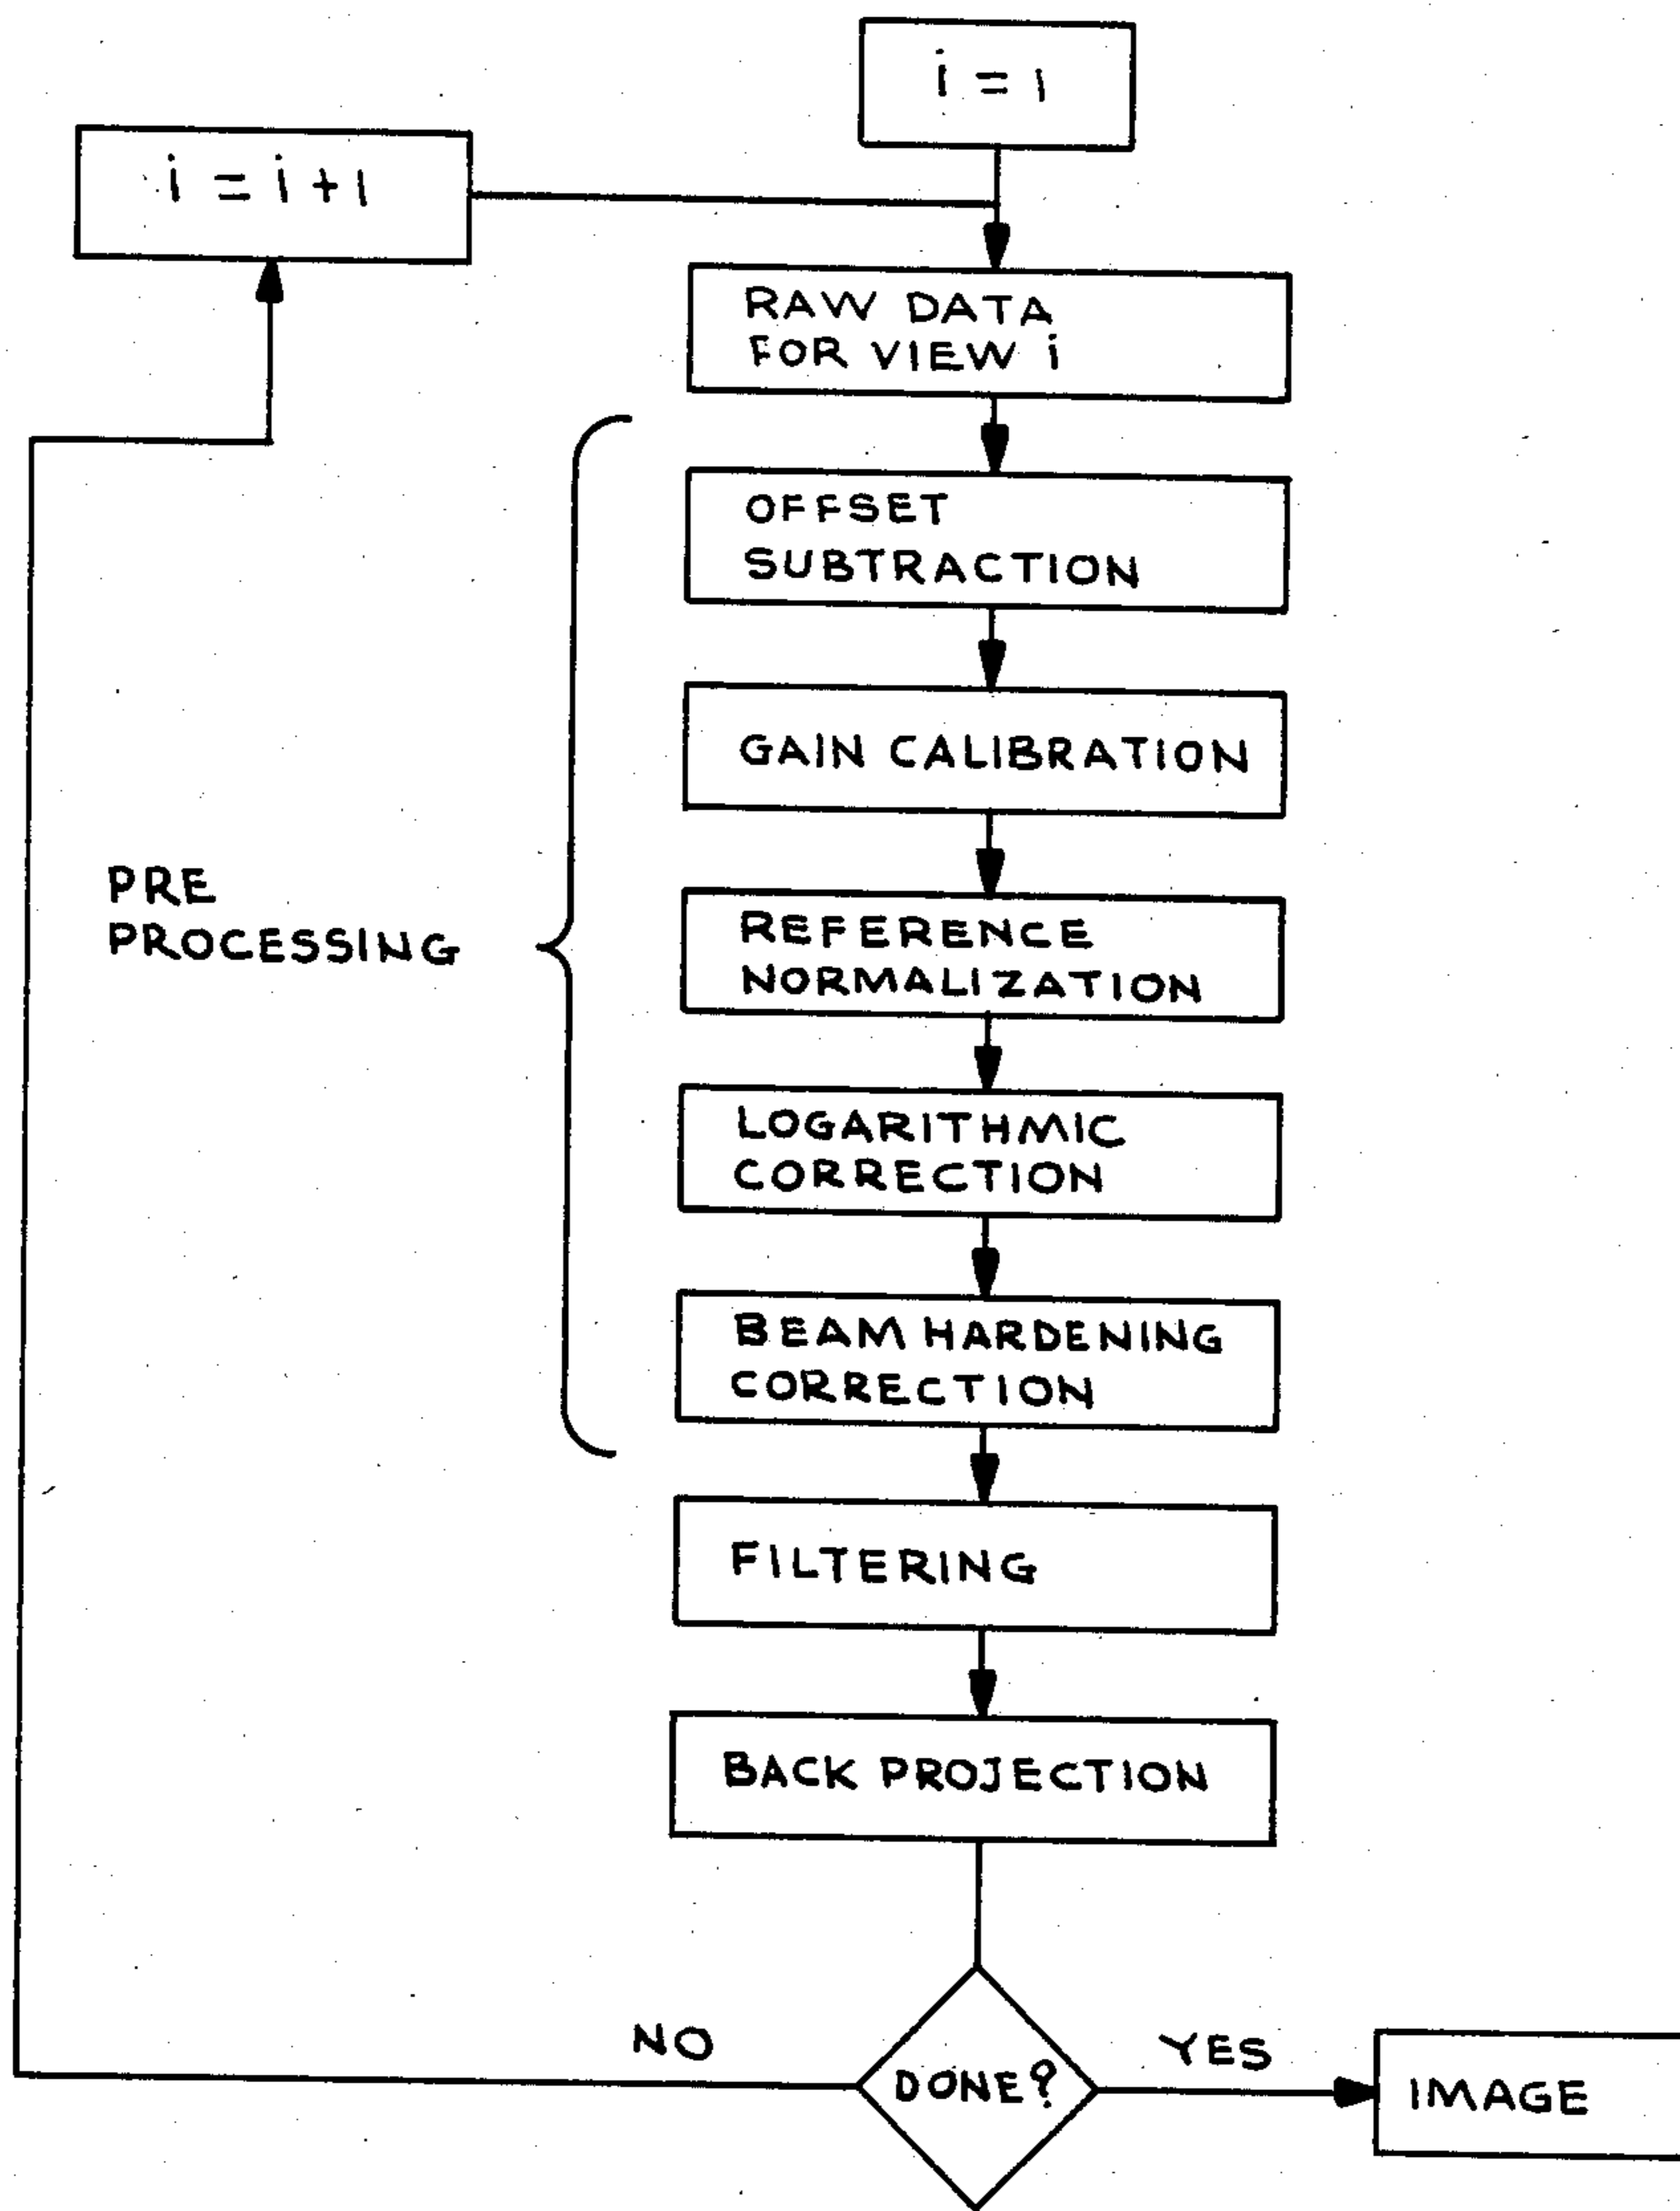 i = 1
i = i + 1
RAW DATA
FOR VIEW i
OFFSET
SUBTRACTION
GAIN CALIBRATION
PRE
PROCESSING
REFERENCE
NORMALIZATION
LOGARITHMIC
CORRECTION
BEAM HARDENING
CORRECTION
FILTERING
BACK PROJECTION
NO
DONE?
YES
IMAGE